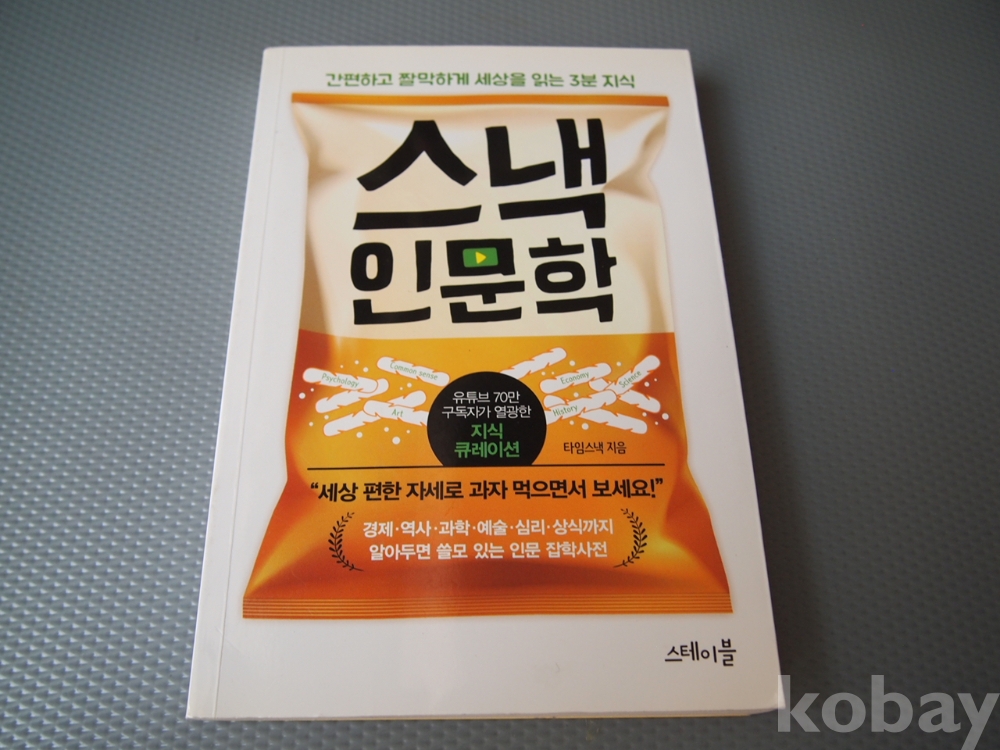 간편하고 짤막하게 세상을 읽는 3분 지식
스낵
인문학
Psychology
Common sense
Art
Economy
Science
History
유튜브 70만
구독자가 열광한
지식
큐레이션
타임스낵 지음
“세상 편한 자세로 과자 먹으면서 보세요!”
경제·역사·과학·예술·심리·상식까지
알아두면 쓸모 있는 인문 잡학사전
스테이블
kobay